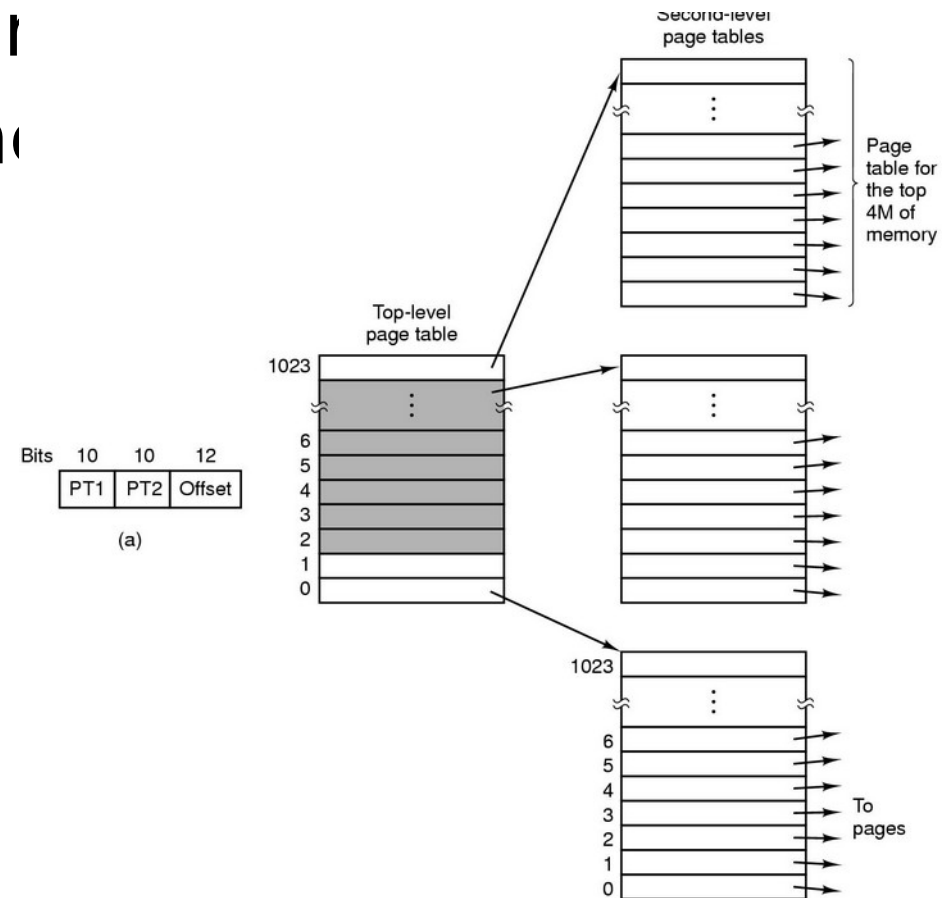 Second-level
page tables
Page
table for
the top
4M of
memory
Top-level
page table
1023
6
5
4
3
2
1
0
Bits 10 10 12
PT1 PT2 Offset
(a)
1023
6
5
4
3
2
1
0
To
pages